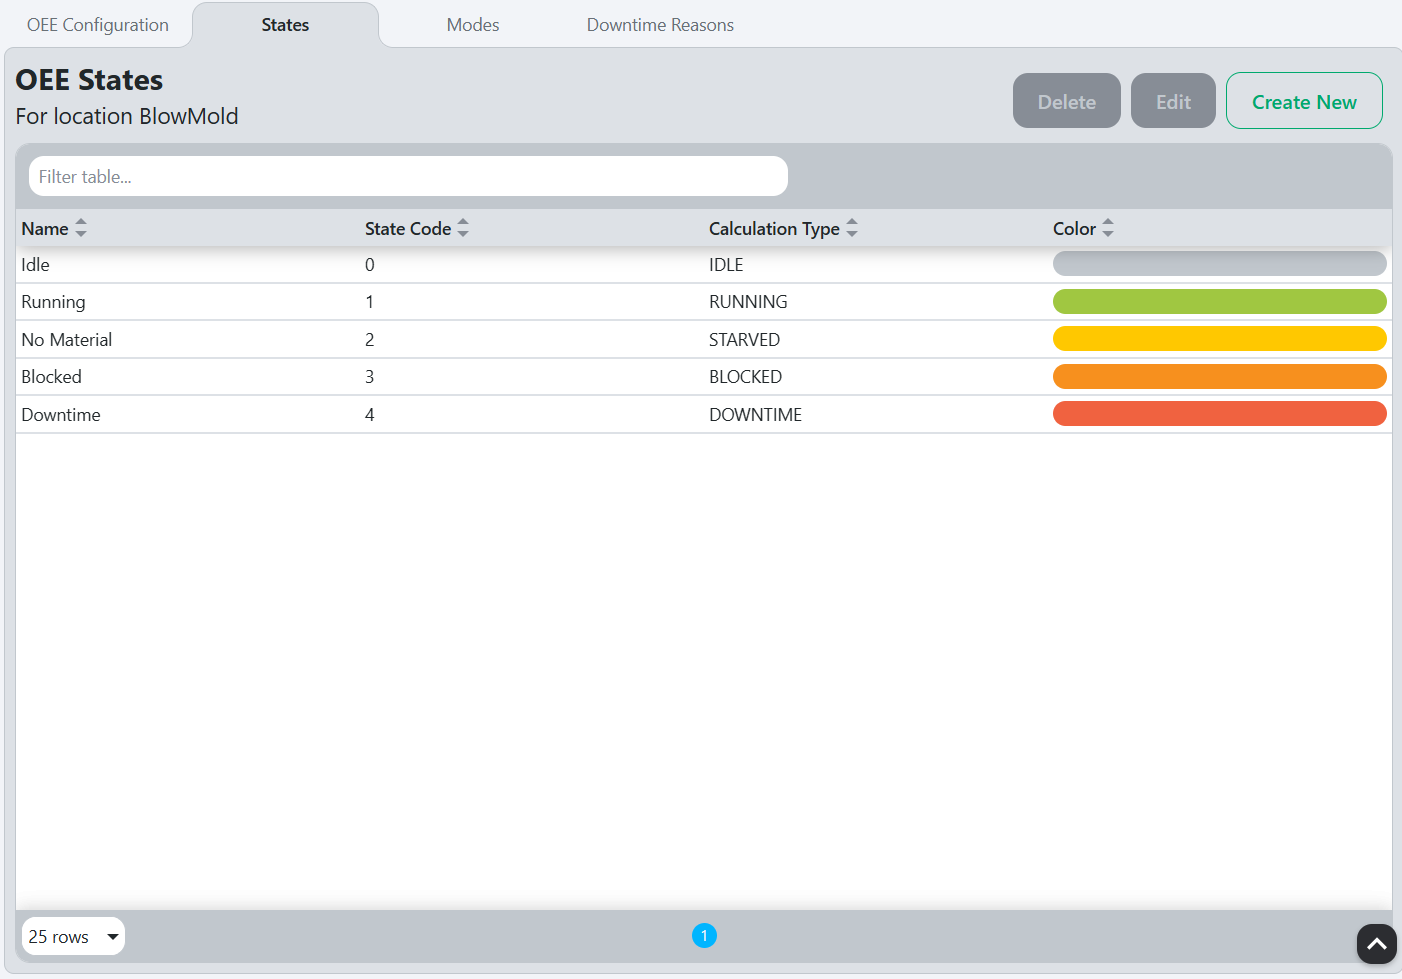 OEE Configuration States Modes Downtime Reasons
OEE States
For location BlowMold
Delete Edit Create New
Filter table...
Name State Code Calculation Type Color
Idle 0 IDLE
Running 1 RUNNING
No Material 2 STARVED
Blocked 3 BLOCKED
Downtime 4 DOWNTIME
25 rows 1